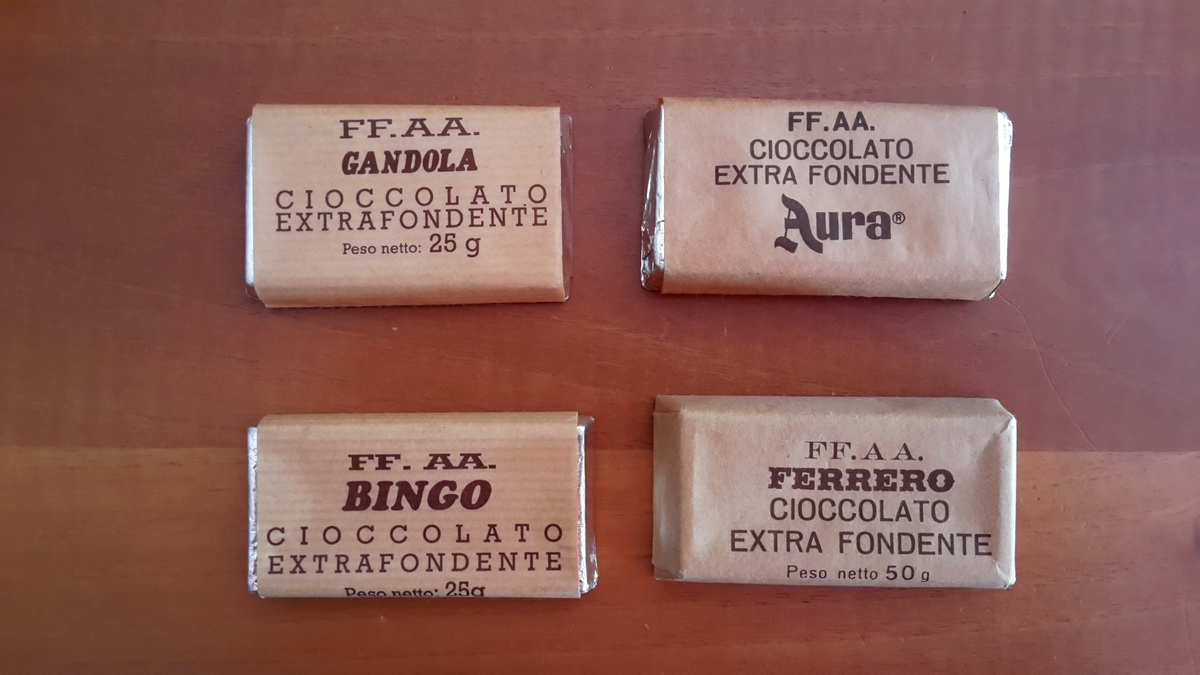 FF.AA.
GANDOLA
CIOCCOLATO
EXTRAFONDENTE
Peso netto: 25 g
FF.AA.
CIOCCOLATO
EXTRA FONDENTE
Aura®
FF. AA.
BINGO
CIOCCOLATO
EXTRAFONDENTE
Peso netto: 25g
FF.AA.
FERRERO
CIOCCOLATO
EXTRA FONDENTE
Peso netto 50 g